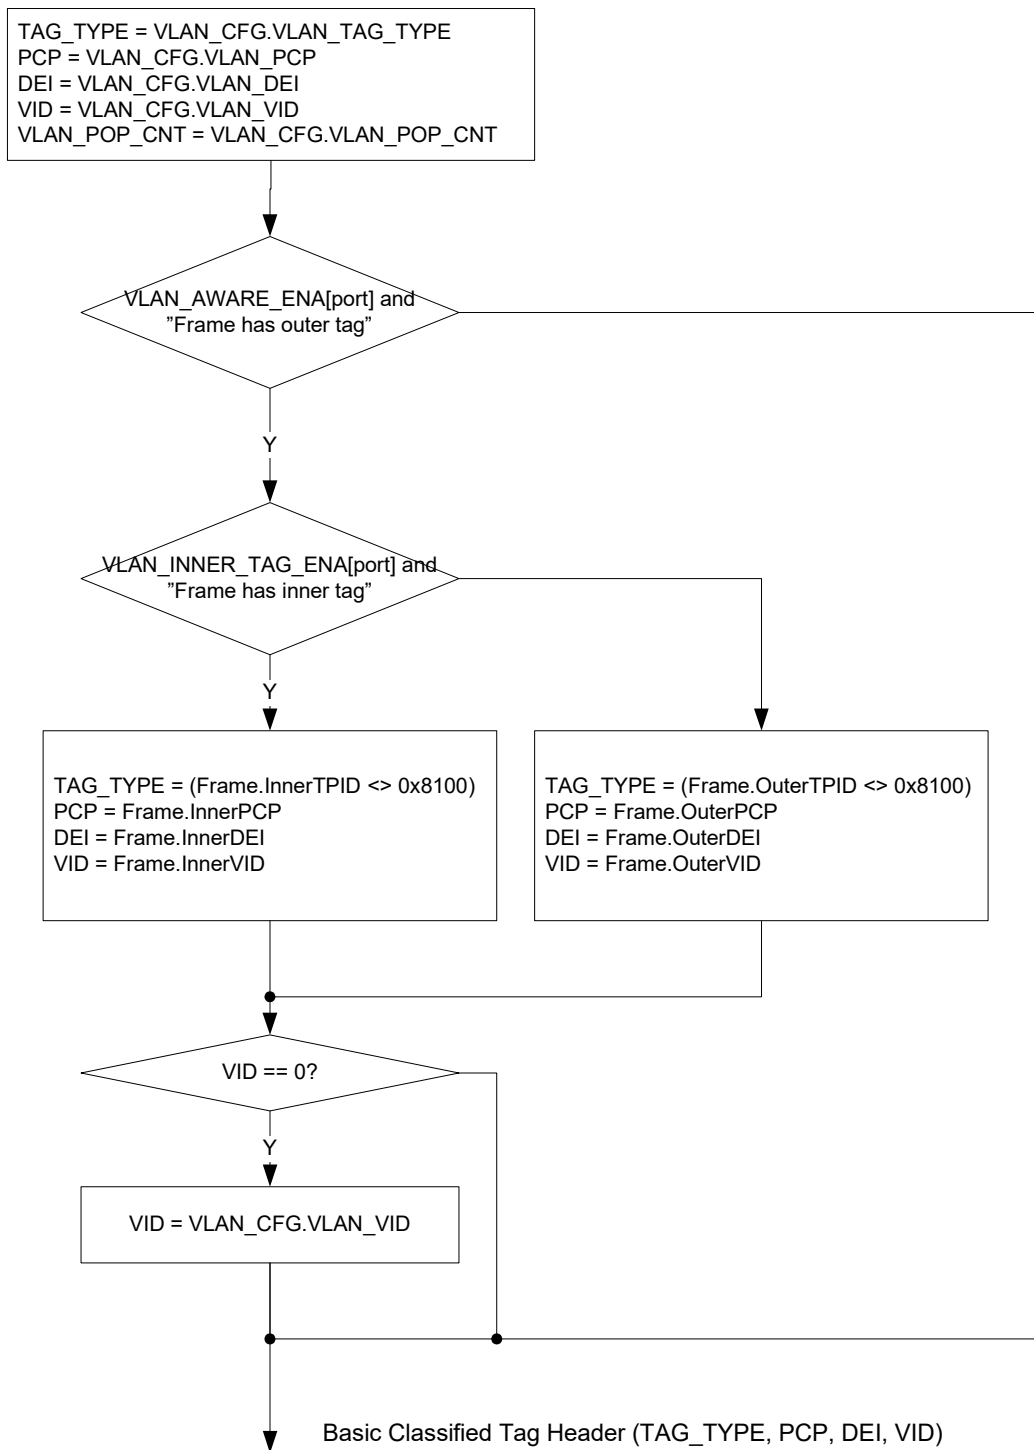 TAG_TYPE = VLAN_CFG.VLAN_TAG_TYPE
PCP = VLAN_CFG.VLAN_PCP
DEI = VLAN_CFG.VLAN_DEI
VID = VLAN_CFG.VLAN_VID
VLAN_POP_CNT = VLAN_CFG.VLAN_POP_CNT
VLAN_AWARE_ENA[port] and
”Frame has outer tag”
Y
VLAN_INNER_TAG_ENA[port] and
”Frame has inner tag”
Y
TAG_TYPE = (Frame.InnerTPID <> 0x8100)
PCP = Frame.InnerPCP
DEI = Frame.InnerDEI
VID = Frame.InnerVID
TAG_TYPE = (Frame.OuterTPID <> 0x8100)
PCP = Frame.OuterPCP
DEI = Frame.OuterDEI
VID = Frame.OuterVID
VID == 0?
Y
VID = VLAN_CFG.VLAN_VID
Basic Classified Tag Header (TAG_TYPE, PCP, DEI, VID)